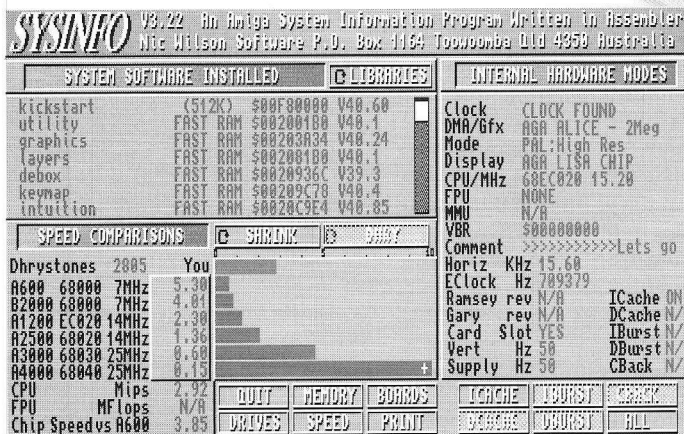 SYSINFO V3.22 An Amiga System Information Program Written in Assembler
Nic Wilson Software P.O. Box 1164 Toowoomba Qld 4350 Australia
SYSTEM SOFTWARE INSTALLED LIBRARIES
kickstart (512K) $00F80000 V40.60
utility FAST RAM $002001B0 V40.1
graphics FAST RAM $00203A34 V40.24
layers FAST RAM $002081B0 V40.1
debox FAST RAM $0020936C V39.3
keymap FAST RAM $00209C78 V40.4
intuition FAST RAM $0020C9E4 V40.85
INTERNAL HARDWARE MODES
Clock CLOCK FOUND
DMA/Gfx AGA ALICE - 2Meg
Mode PAL:High Res
Display AGA LISA CHIP
CPU/MHz 68EC020 15.20
FPU NONE
MMU N/A
VBR $00000000
Comment >>>>>>>>>>>Lets go
Horiz KHz 15.60
EClock Hz 709379
Ramsey rev N/A ICache ON
Gary rev N/A DCache N/
Card Slot YES IBurst N/
Vert Hz 50 DBurst N/
Supply Hz 50 CBack N/
SPEED COMPARISONS SHRINK
Dhrystones 2805 You
A600 68000 7MHz 5.30
B2000 68000 7MHz 4.01
A1200 EC020 14MHz 2.30
A2500 68020 14MHz 1.36
A3000 68030 25MHz 0.60
A4000 68040 25MHz 0.15
CPU Mips 2.92
FPU MFlops N/A
Chip Speed vs A600 3.85
5
10
QUIT MEMORY BOARDS
DRIVES SPEED PRINT
ICACHE IBURST CBACK
DCACHE DBURST ALL